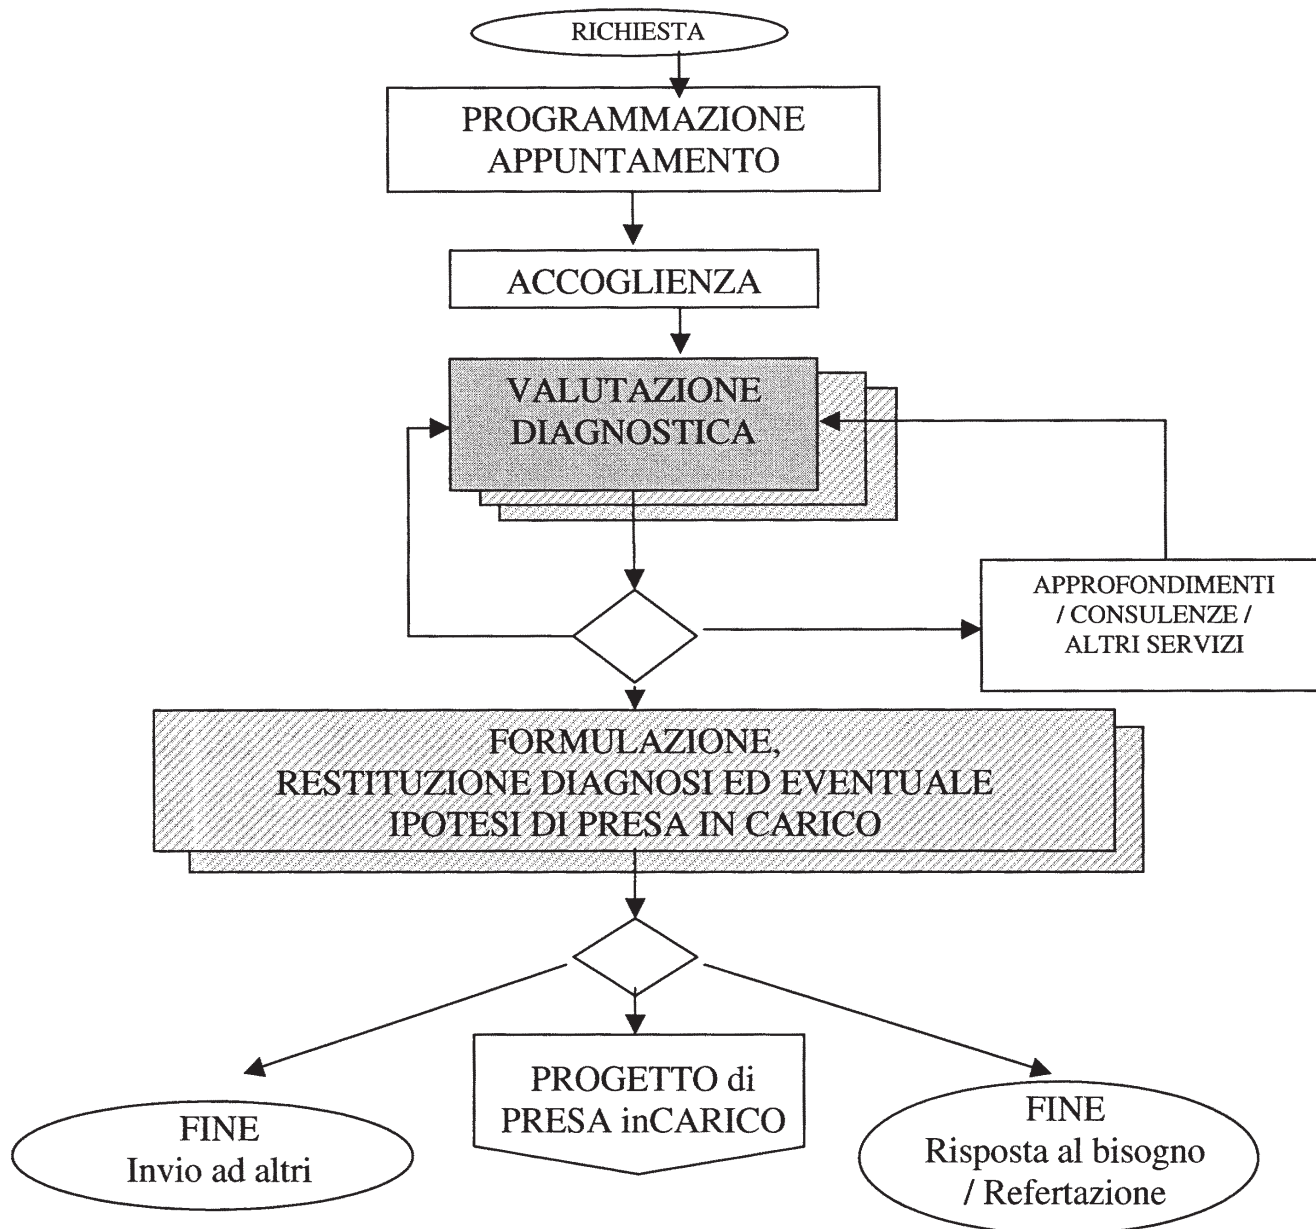 RICHIESTA
PROGRAMMAZIONE
APPUNTAMENTO
ACCOGLIENZA
VALUTAZIONE
DIAGNOSTICA
APPROFONDIMENTI
/ CONSULENZE /
ALTRI SERVIZI
FORMULAZIONE,
RESTITUZIONE DIAGNOSI ED EVENTUALE
IPOTESI DI PRESA IN CARICO
PROGETTO di
PRESA inCARICO
FINE
Invio ad altri
FINE
Risposta al bisogno
/ Refertazione